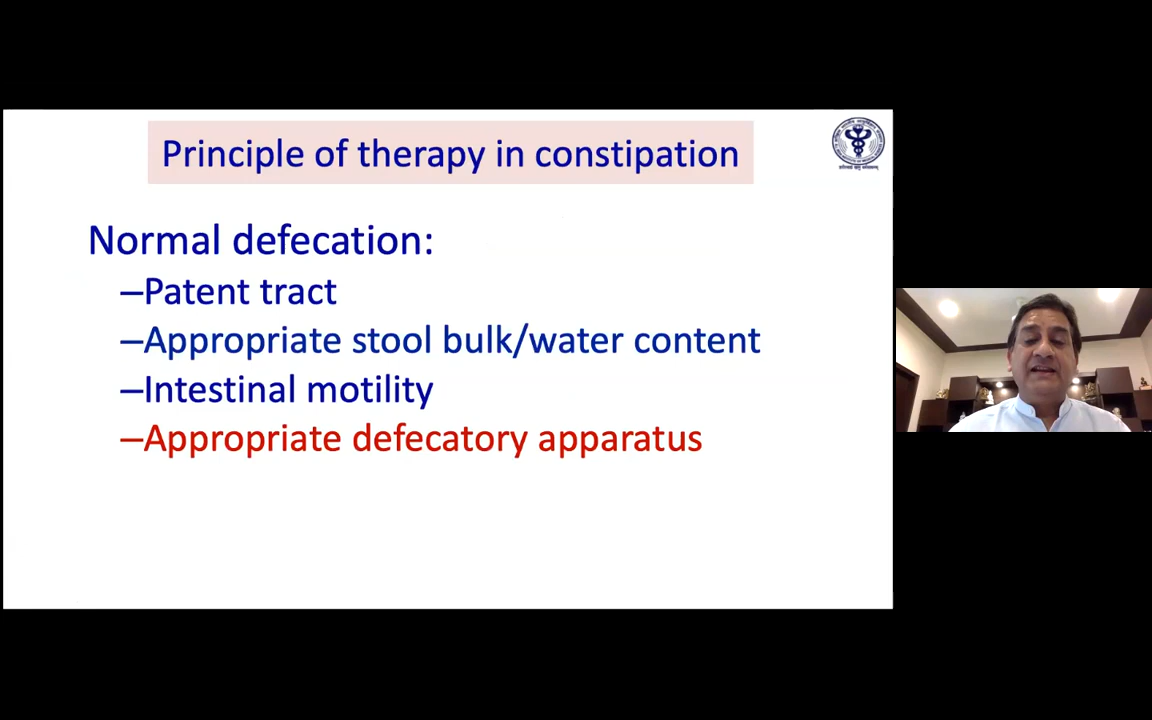 Principle of therapy in constipation
Normal defecation:
–Patent tract
–Appropriate stool bulk/water content
–Intestinal motility
–Appropriate defecatory apparatus